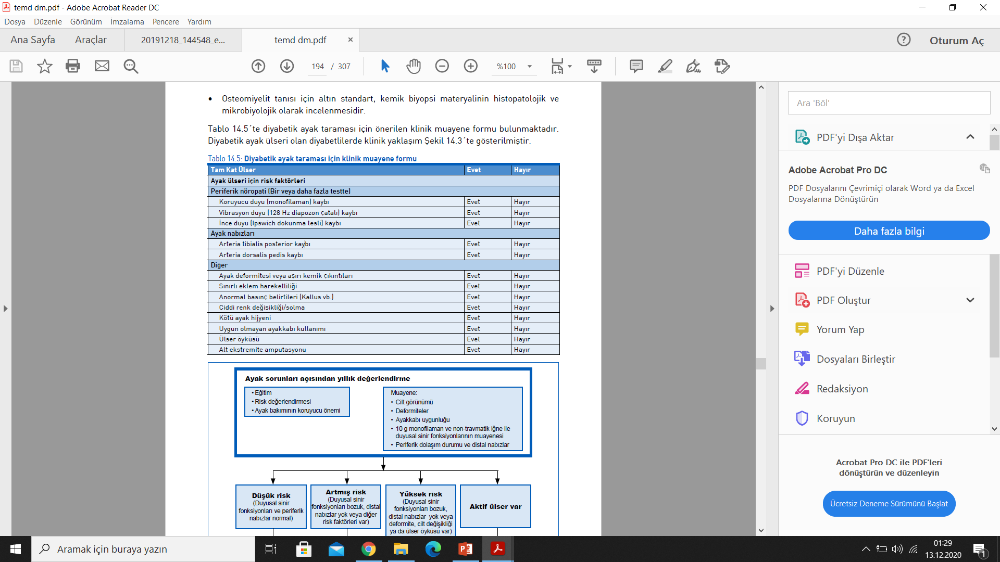 temd dm.pdf - Adobe Acrobat Reader DC
Dosya Düzenle Görünüm İmzalama Pencere Yardım
Ana Sayfa Araçlar 20191218_144548_e... temd dm.pdf Oturum Aç
194 / 307 %100
• Osteomiyelit tanısı için altın standart, kemik biyopsi materyalinin histopatolojik ve
mikrobiyolojik olarak incelenmesidir.
Tablo 14.5´te diyabetik ayak taraması için önerilen klinik muayene formu bulunmaktadır.
Diyabetik ayak ülseri olan diyabetlilerde klinik yaklaşım Şekil 14.3´te gösterilmiştir.
Tablo 14.5: Diyabetik ayak taraması için klinik muayene formu
Tam Kat Ülser Evet Hayır
Ayak ülseri için risk faktörleri
Periferik nöropati (Bir veya daha fazla testte)
Koruyucu duyu (monofilaman) kaybı Evet Hayır
Vibrasyon duyu (128 Hz diapozon çatalı) kaybı Evet Hayır
İnce duyu (Ipswich dokunma testi) kaybı Evet Hayır
Ayak nabızları
Arteria tibialis posterior kaybı Evet Hayır
Arteria dorsalis pedis kaybı Evet Hayır
Diğer
Ayak deformitesi veya aşırı kemik çıkıntıları Evet Hayır
Sınırlı eklem hareketliliği Evet Hayır
Anormal basınç belirtileri (Kallus vb.) Evet Hayır
Ciddi renk değişikliği/solma Evet Hayır
Kötü ayak hijyeni Evet Hayır
Uygun olmayan ayakkabı kullanımı Evet Hayır
Ülser öyküsü Evet Hayır
Alt ekstremite amputasyonu Evet Hayır
Ayak sorunları açısından yıllık değerlendirme
• Eğitim
• Risk değerlendirmesi
• Ayak bakımının koruyucu önemi
Muayene:
• Cilt görünümü
• Deformiteler
• Ayakkabı uygunluğu
• 10 g monofilaman ve non-travmatik iğne ile
duyusal sinir fonksiyonlarının muayenesi
• Periferik dolaşım durumu ve distal nabızlar
Düşük risk
(Duyusal sinir
fonksiyonları ve periferik
nabızlar normal)
Artmış risk
(Duyusal sinir
fonksiyonları bozuk, distal
nabızlar yok veya diğer
risk faktörleri var)
Yüksek risk
(Duyusal sinir
fonksiyonları bozuk,
distal nabızlar yok veya
deformite, cilt değişikliği
ya da ülser öyküsü var)
Aktif ülser var
Ara 'Böl'
PDF'yi Dışa Aktar
Adobe Acrobat Pro DC
PDF Dosyalarını Çevrimiçi olarak Word ya da Excel
Dosyalarına Dönüştürün
Daha fazla bilgi
PDF'yi Düzenle
PDF Oluştur
Yorum Yap
Dosyaları Birleştir
Redaksiyon
Koruyun
Acrobat Pro DC ile PDF'leri
dönüştürün ve düzenleyin
Ücretsiz Deneme Sürümünü Başlat
Aramak için buraya yazın
01:29
13.12.2020
1